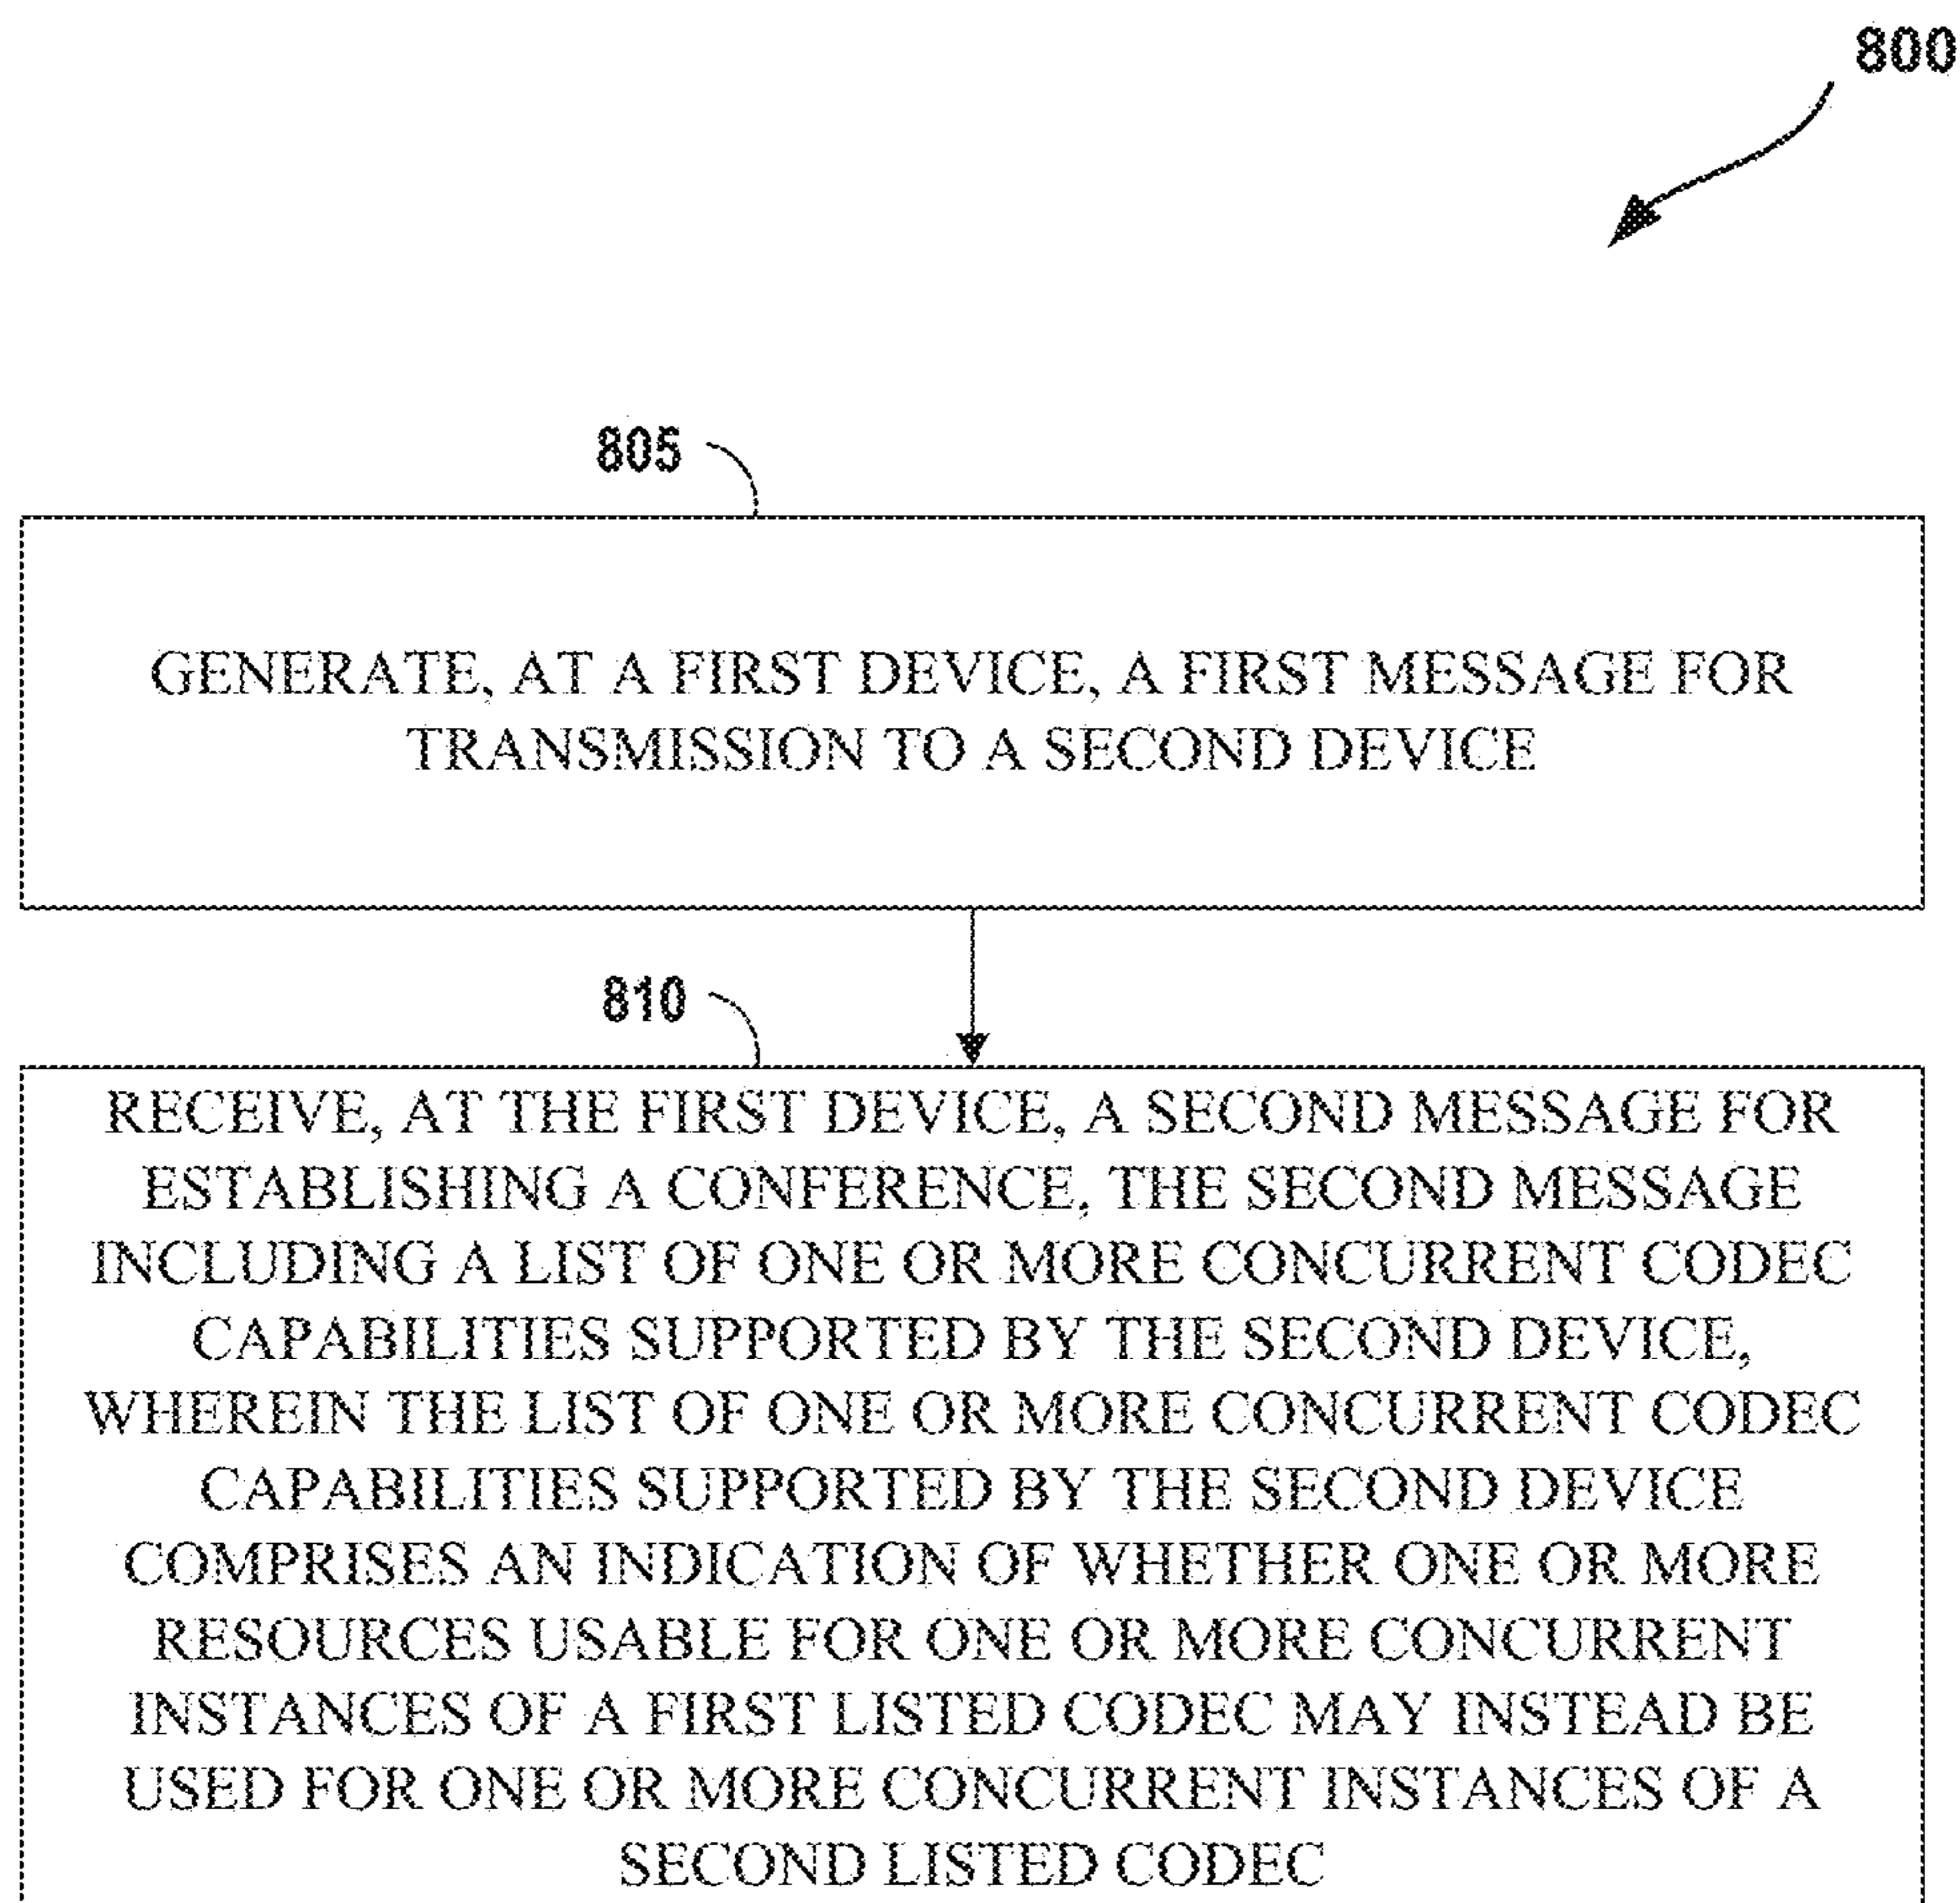 800
805
GENERATE, AT A FIRST DEVICE, A FIRST MESSAGE FOR
TRANSMISSION TO A SECOND DEVICE
810
RECEIVE, AT THE FIRST DEVICE, A SECOND MESSAGE FOR
ESTABLISHING A CONFERENCE, THE SECOND MESSAGE
INCLUDING A LIST OF ONE OR MORE CONCURRENT CODEC
CAPABILITIES SUPPORTED BY THE SECOND DEVICE,
WHEREIN THE LIST OF ONE OR MORE CONCURRENT CODEC
CAPABILITIES SUPPORTED BY THE SECOND DEVICE
COMPRISES AN INDICATION OF WHETHER ONE OR MORE
RESOURCES USABLE FOR ONE OR MORE CONCURRENT
INSTANCES OF A FIRST LISTED CODEC MAY INSTEAD BE
USED FOR ONE OR MORE CONCURRENT INSTANCES OF A
SECOND LISTED CODEC